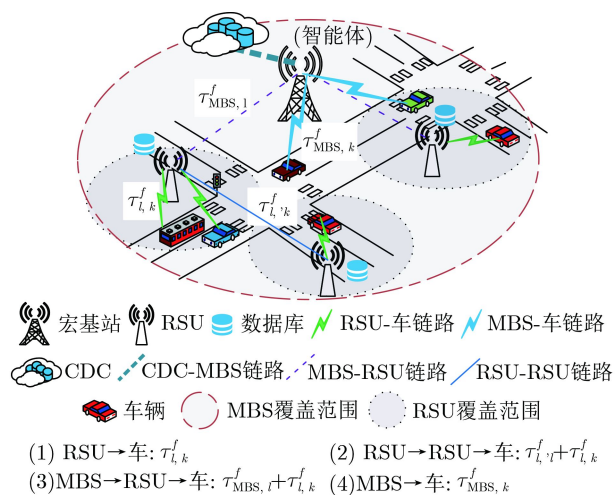 (智能体)
τ^f_{MBS, 1}
τ^f_{MBS, k}
τ^f_{l, k}
τ^f_{l, 'k}
宏基站 RSU 数据库 RSU-车链路 MBS-车链路
CDC CDC-MBS链路 MBS-RSU链路 RSU-RSU链路
车辆 MBS覆盖范围 RSU覆盖范围
(1) RSU→车: τ^f_{l, k} (2) RSU→RSU→车: τ^f_{l, 'l}+τ^f_{l, k}
(3)MBS→RSU→车: τ^f_{MBS, l}+τ^f_{l, k} (4)MBS→车: τ^f_{MBS, k}